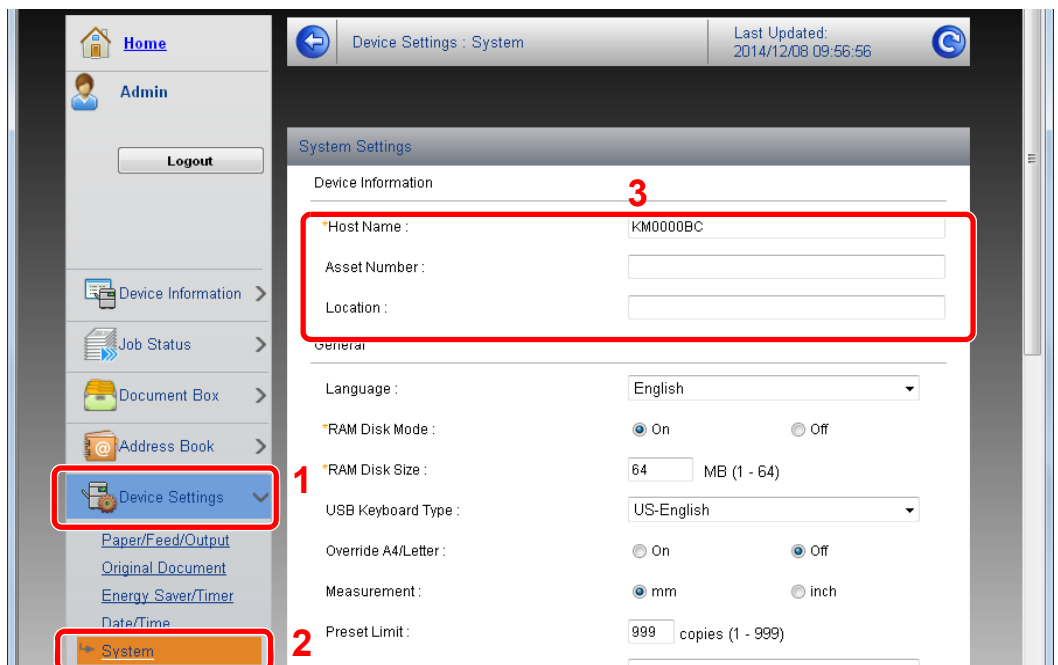 Home
Device Settings : System
Last Updated:
2014/12/08 09:56:56
Admin
Logout
System Settings
Device Information
3
*Host Name :
KM0000BC
Asset Number :
Location :
Device Information
Job Status
Document Box
Address Book
1
Device Settings
Paper/Feed/Output
Original Document
Energy Saver/Timer
Date/Time
2
System
General
Language :
English
*RAM Disk Mode :
On
Off
*RAM Disk Size :
64
MB (1 - 64)
USB Keyboard Type :
US-English
Override A4/Letter :
On
Off
Measurement :
mm
inch
Preset Limit :
999
copies (1 - 999)